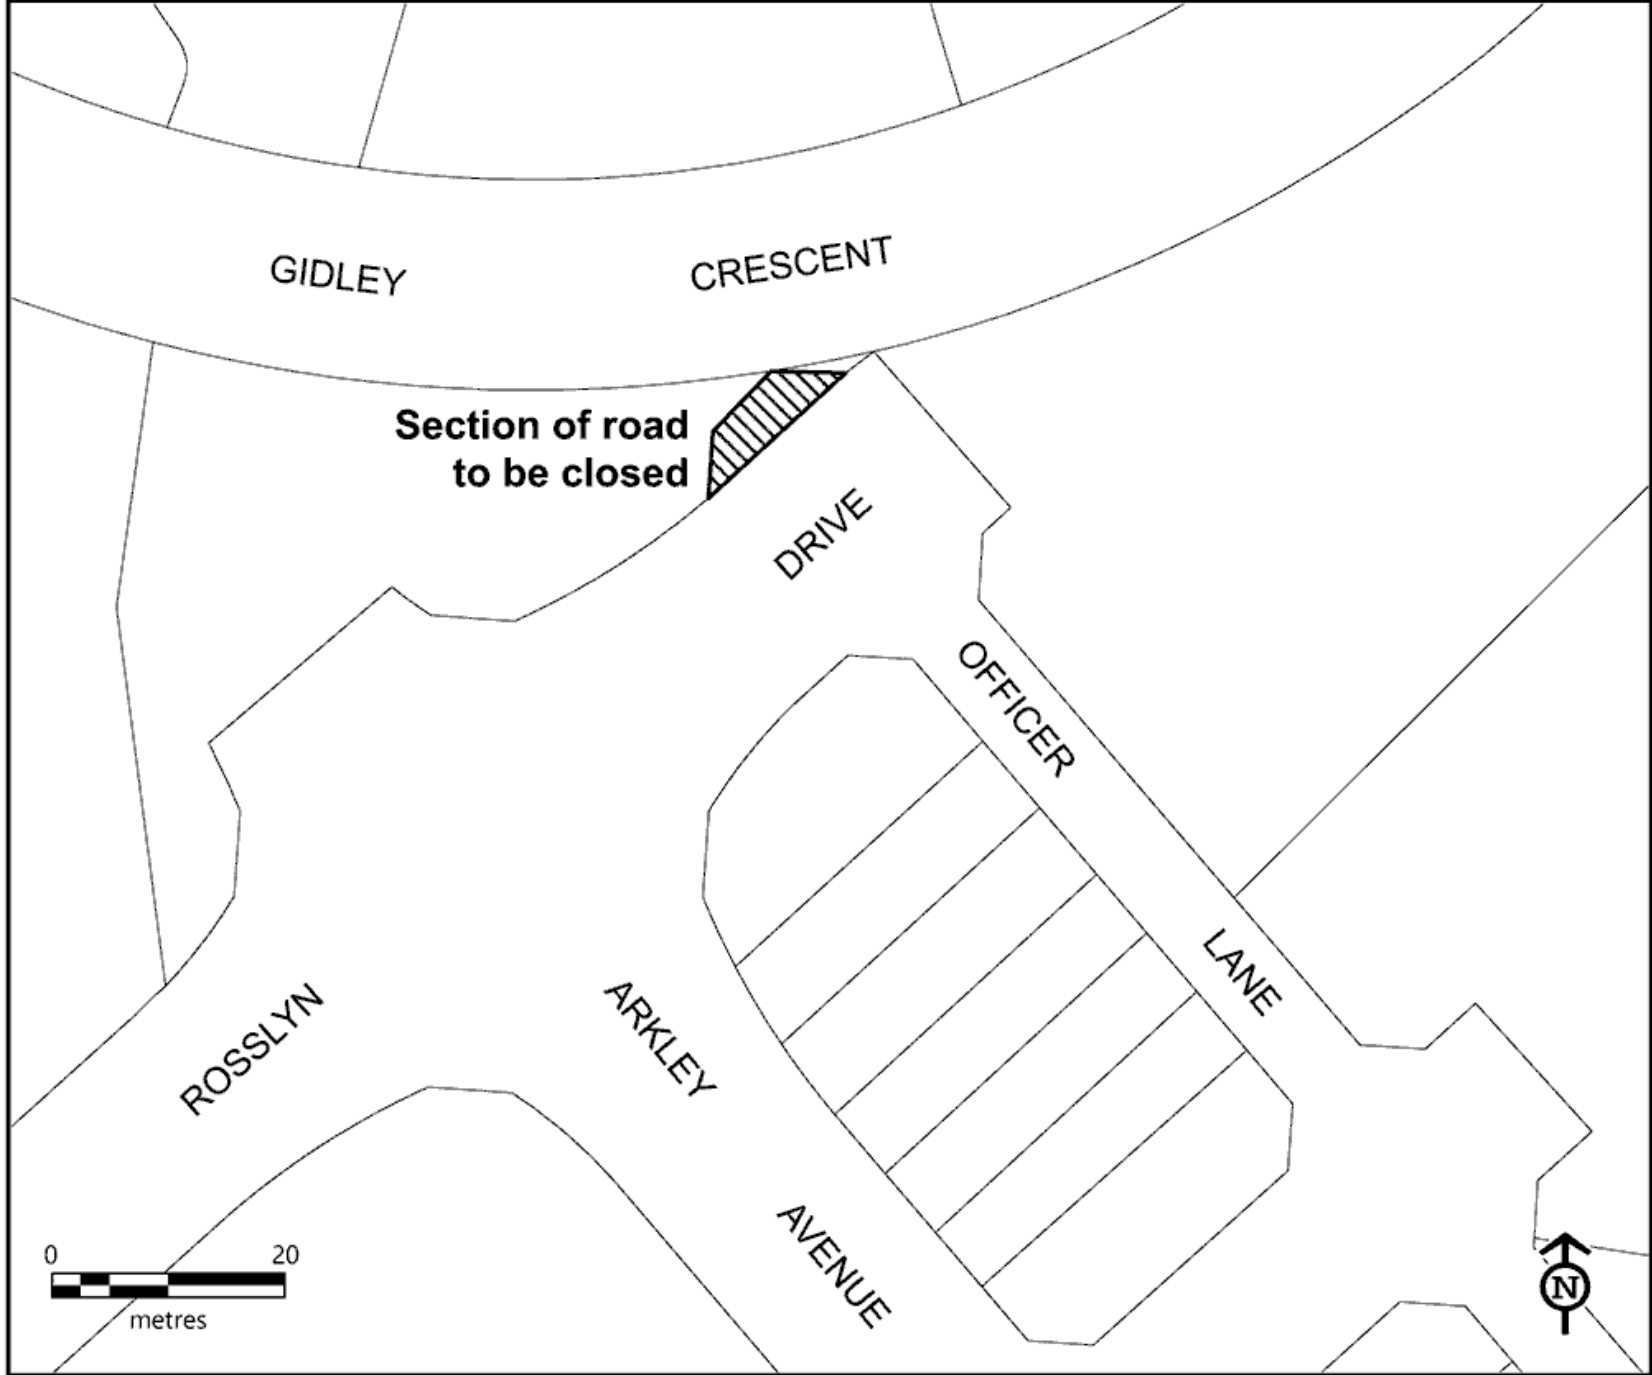 GIDLEY
CRESCENT
Section of road
to be closed
DRIVE
OFFICER
LANE
ROSSLYN
ARKLEY
AVENUE
0 20
metres
N